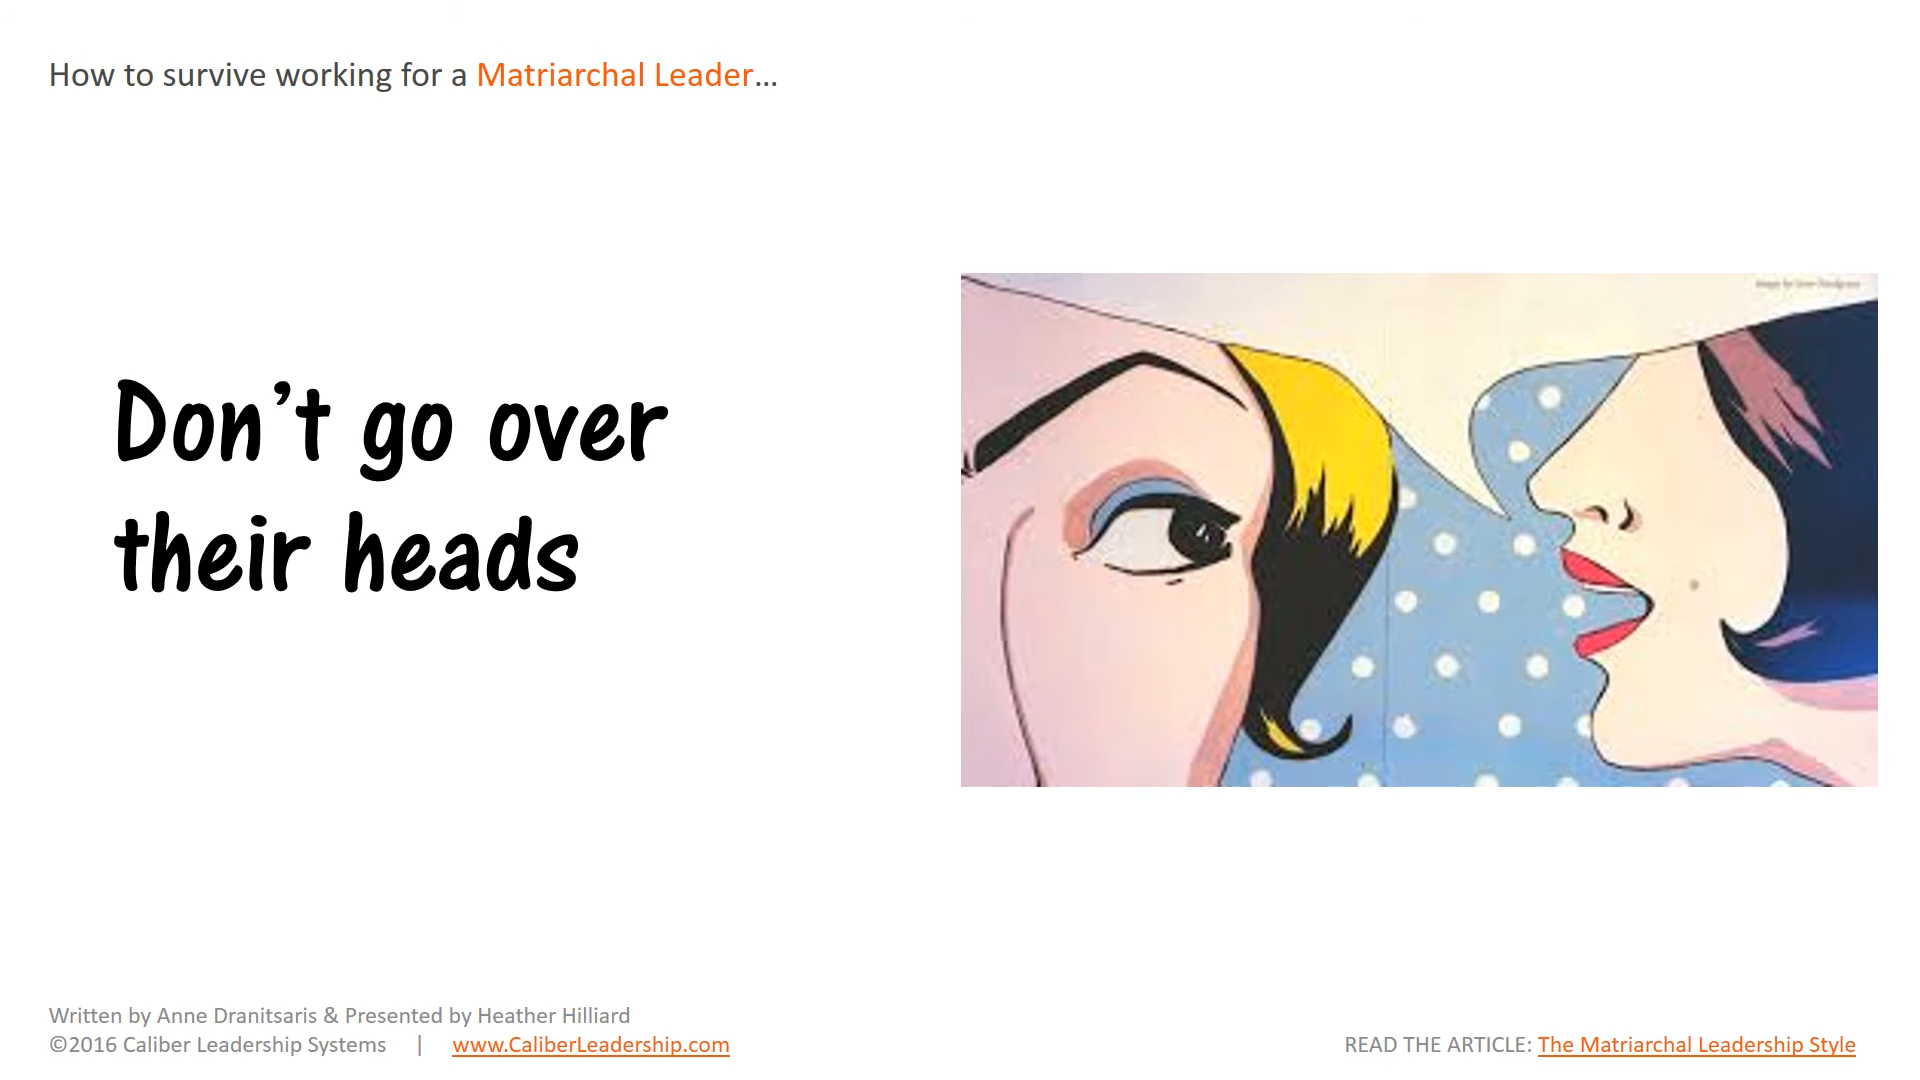 How to survive working for a Matriarchal Leader...
Don't go over
their heads
Written by Anne Dranitsaris & Presented by Heather Hilliard
©2016 Caliber Leadership Systems | www.CaliberLeadership.com
READ THE ARTICLE: The Matriarchal Leadership Style